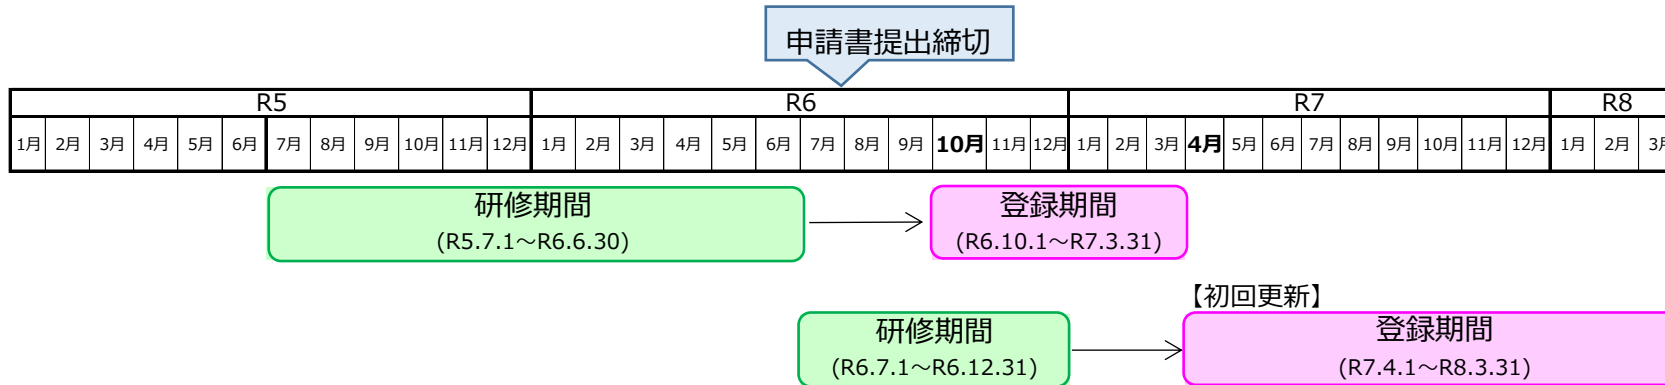 申請書提出締切
R5 R6 R7 R8
1月 2月 3月 4月 5月 6月 7月 8月 9月 10月 11月 12月 1月 2月 3月 4月 5月 6月 7月 8月 9月 10月 11月 12月 1月 2月 3月 4月 5月 6月 7月 8月 9月 10月 11月 12月 1月 2月 3月
研修期間 登録期間
(R5.7.1～R6.6.30) (R6.10.1～R7.3.31)
【初回更新】
研修期間 登録期間
(R6.7.1～R6.12.31) (R7.4.1～R8.3.31)